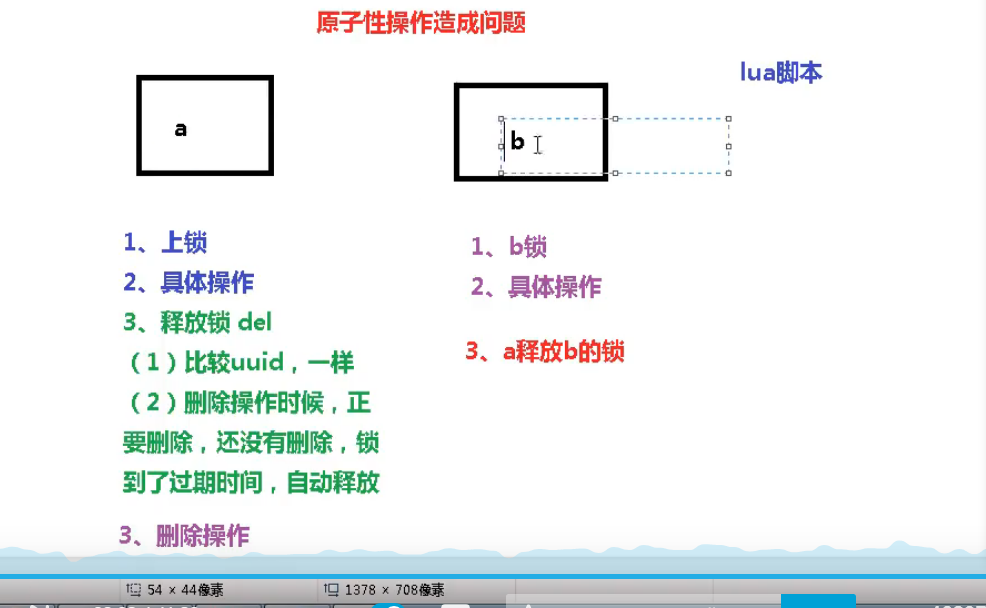 原子性操作造成问题
lua脚本
a
b
1、上锁
2、具体操作
3、释放锁 del
（1）比较uuid，一样
（2）删除操作时候，正
要删除，还没有删除，锁
到了过期时间，自动释放
3、删除操作
1、b锁
2、具体操作
3、a释放b的锁
54 × 44像素
1378 × 708像素